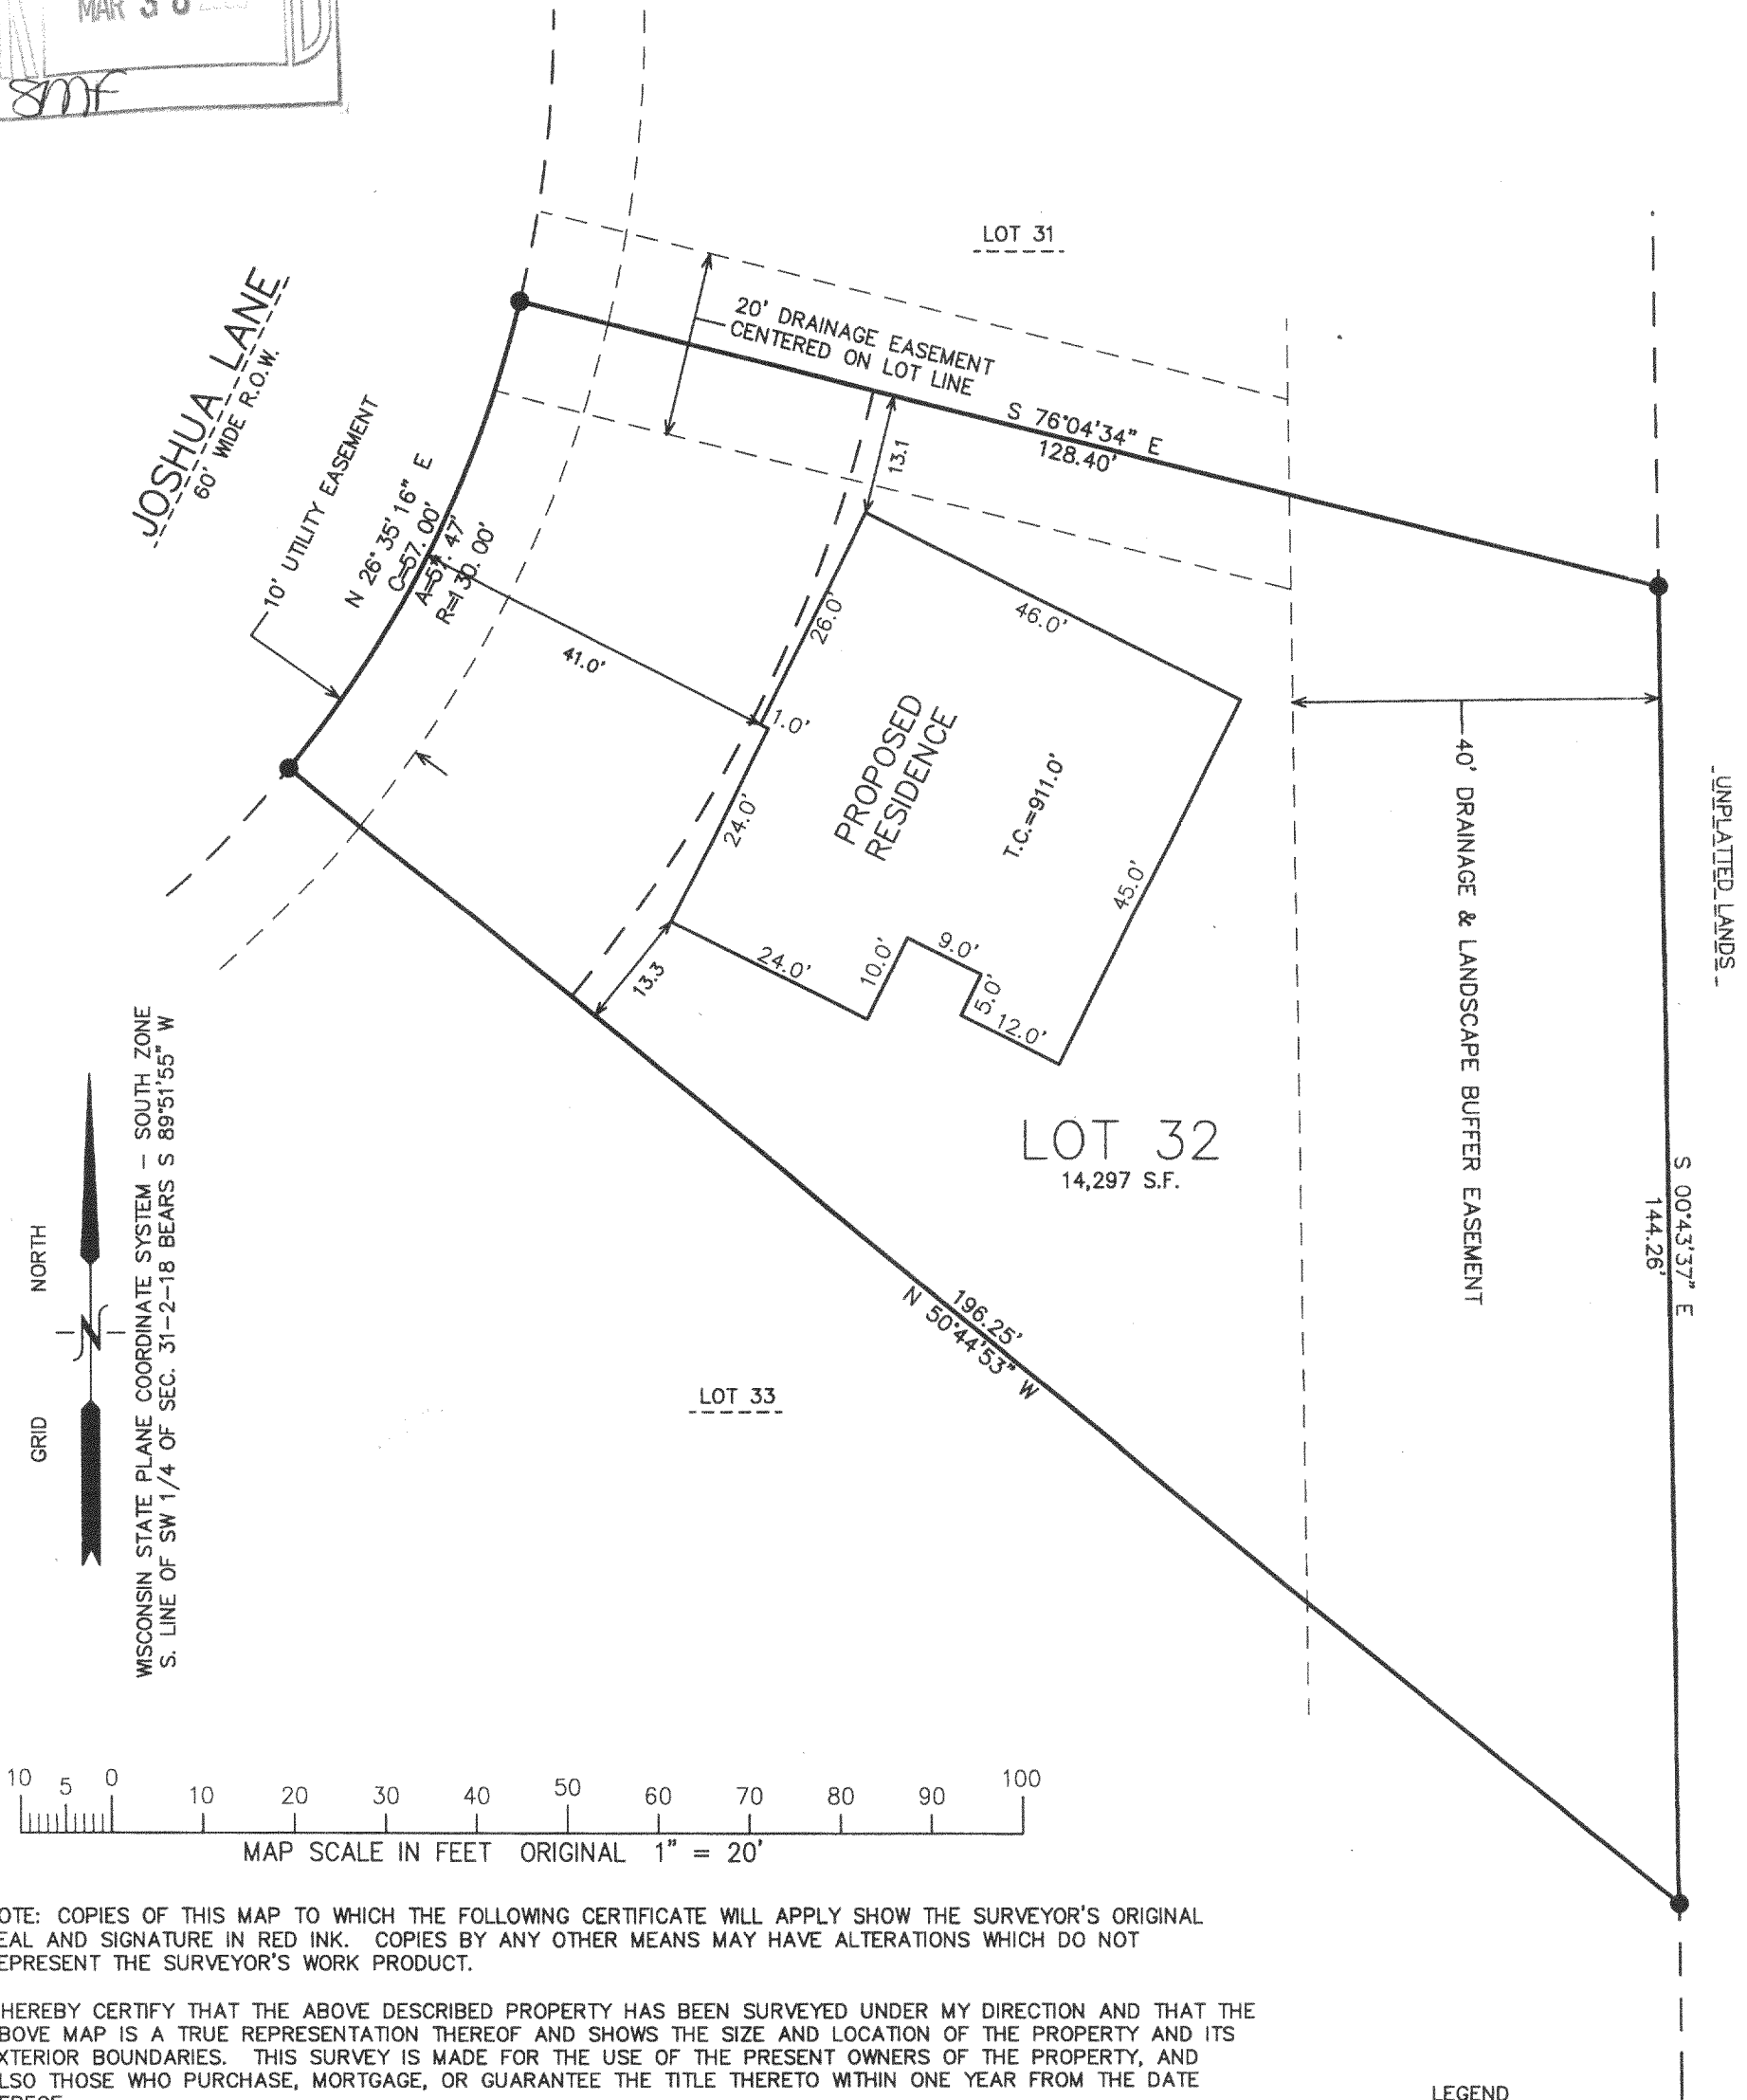 MAR 30
LOT 31
20' DRAINAGE EASEMENT
CENTERED ON LOT LINE
S 76°04'34" E
128.40'
JOSHUA LANE
60' WIDE R.O.W.
10' UTILITY EASEMENT
N 26°35'16" E
C=57.00'
A=57.47'
R=130.00'
13.1
26.0'
46.0'
41.0'
1.0'
PROPOSED
RESIDENCE
T.C.=911.0'
24.0'
45.0'
13.3
24.0'
10.0'
9.0'
5.0'
12.0'
40' DRAINAGE & LANDSCAPE BUFFER EASEMENT
UNPLATTED LANDS
LOT 32
14,297 S.F.
S 00°43'37" E
144.26'
196.25'
N 50°44'53" W
LOT 33
GRID NORTH
N
WISCONSIN STATE PLANE COORDINATE SYSTEM – SOUTH ZONE
S. LINE OF SW 1/4 OF SEC. 31–2–18 BEARS S 89°51'55" W
10 5 0 10 20 30 40 50 60 70 80 90 100
MAP SCALE IN FEET ORIGINAL 1" = 20'
OTE: COPIES OF THIS MAP TO WHICH THE FOLLOWING CERTIFICATE WILL APPLY SHOW THE SURVEYOR'S ORIGINAL
EAL AND SIGNATURE IN RED INK. COPIES BY ANY OTHER MEANS MAY HAVE ALTERATIONS WHICH DO NOT
EPRESENT THE SURVEYOR'S WORK PRODUCT.
HEREBY CERTIFY THAT THE ABOVE DESCRIBED PROPERTY HAS BEEN SURVEYED UNDER MY DIRECTION AND THAT THE
BOVE MAP IS A TRUE REPRESENTATION THEREOF AND SHOWS THE SIZE AND LOCATION OF THE PROPERTY AND ITS
XTERIOR BOUNDARIES. THIS SURVEY IS MADE FOR THE USE OF THE PRESENT OWNERS OF THE PROPERTY, AND
LSO THOSE WHO PURCHASE, MORTGAGE, OR GUARANTEE THE TITLE THERETO WITHIN ONE YEAR FROM THE DATE
LEGEND